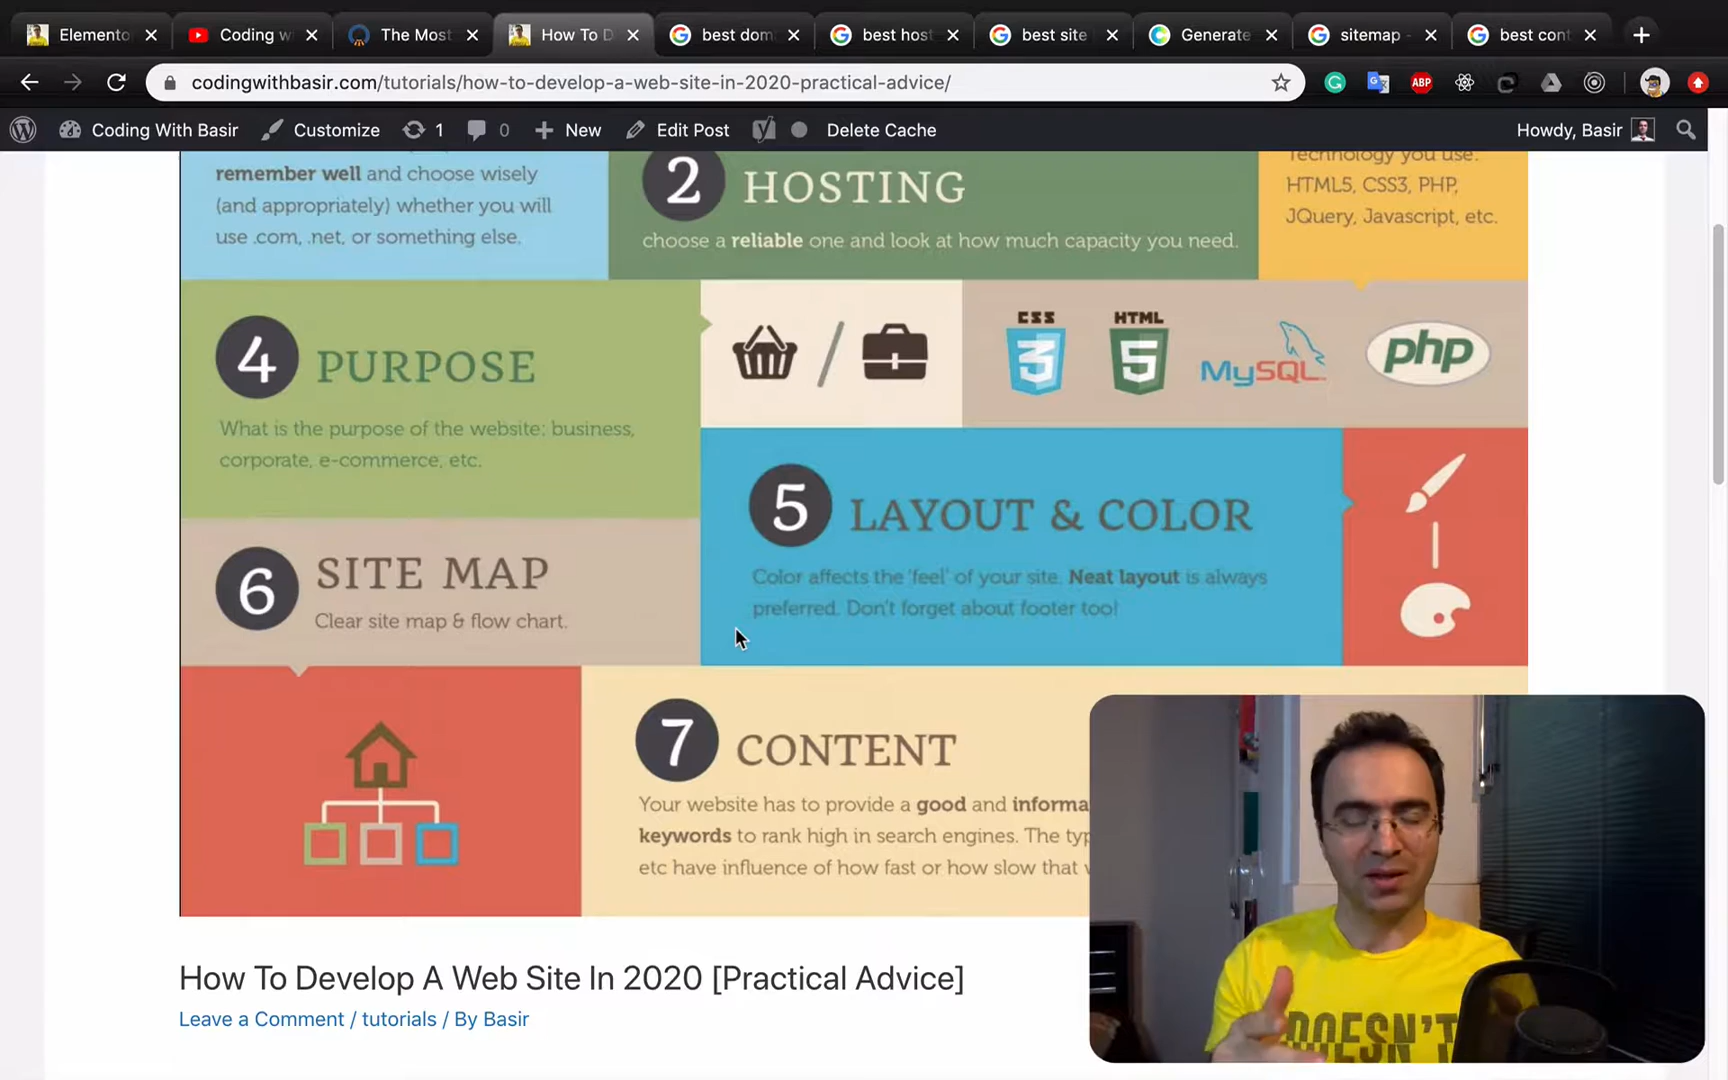 Elemento
Coding w
The Most
How To D
best dom
best host
best site
Generate
sitemap -
best cont
codingwithbasir.com/tutorials/how-to-develop-a-web-site-in-2020-practical-advice/
ABP
Coding With Basir
Customize
1
0
New
Edit Post
Delete Cache
Howdy, Basir
remember well and choose wisely
(and appropriately) whether you will
use .com, .net, or something else.
2 HOSTING
choose a reliable one and look at how much capacity you need.
Technology you use:
HTML5, CSS3, PHP,
JQuery, Javascript, etc.
4 PURPOSE
What is the purpose of the website: business,
corporate, e-commerce, etc.
CSS
3
HTML
5
MySQL
php
5 LAYOUT & COLOR
Color affects the 'feel' of your site. Neat layout is always
preferred. Don't forget about footer too!
6 SITE MAP
Clear site map & flow chart.
7 CONTENT
Your website has to provide a good and informa
keywords to rank high in search engines. The typ
etc have influence of how fast or how slow that
How To Develop A Web Site In 2020 [Practical Advice]
Leave a Comment / tutorials / By Basir
DOESN'T